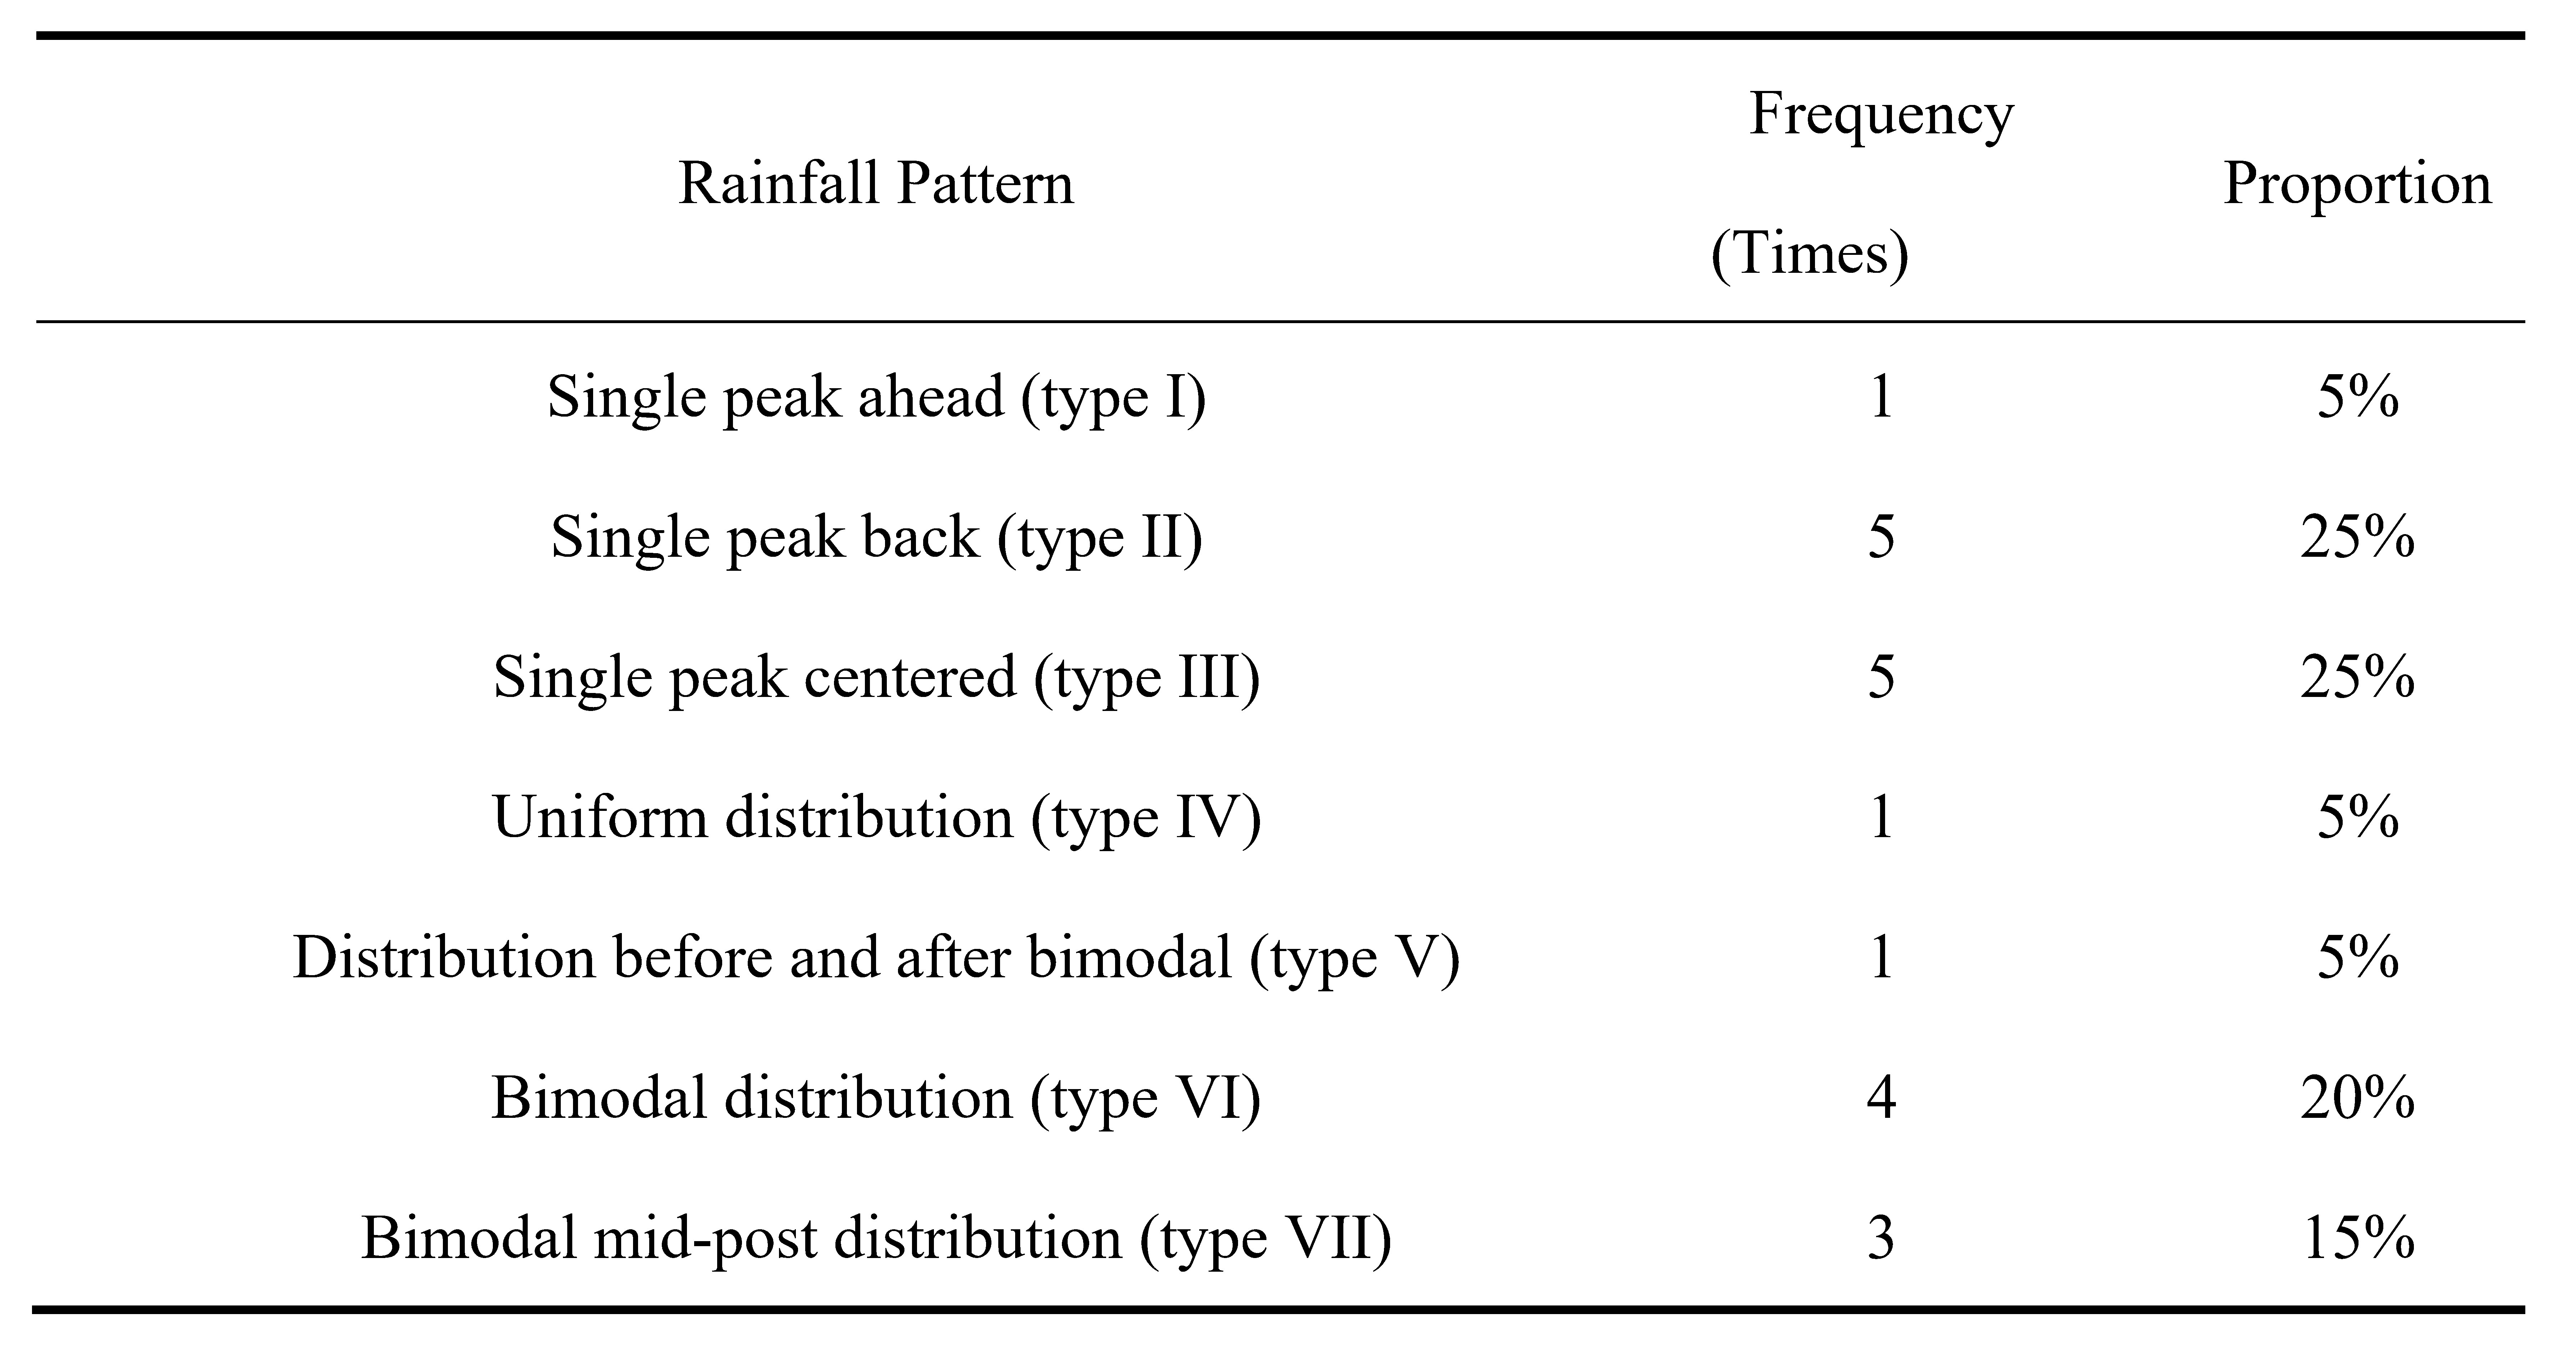 Rainfall Pattern Frequency (Times) Proportion
Single peak ahead (type I) 1 5%
Single peak back (type II) 5 25%
Single peak centered (type III) 5 25%
Uniform distribution (type IV) 1 5%
Distribution before and after bimodal (type V) 1 5%
Bimodal distribution (type VI) 4 20%
Bimodal mid-post distribution (type VII) 3 15%